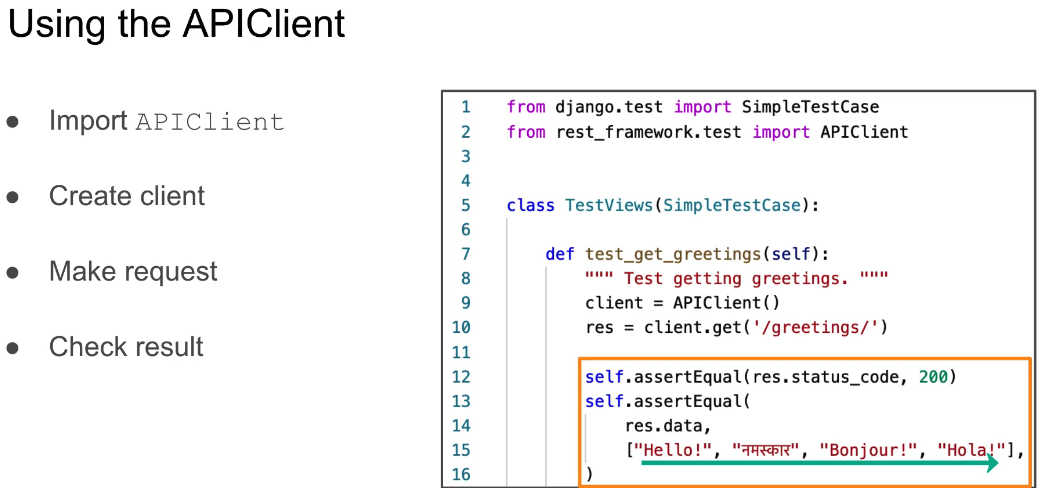 Using the APIClient
● Import APIClient
● Create client
● Make request
● Check result
1 from django.test import SimpleTestCase
2 from rest_framework.test import APIClient
3
4
5 class TestViews(SimpleTestCase):
6
7 def test_get_greetings(self):
8 """ Test getting greetings. """
9 client = APIClient()
10 res = client.get('/greetings/')
11
12 self.assertEqual(res.status_code, 200)
13 self.assertEqual(
14 res.data,
15 ["Hello!", "नमस्कार", "Bonjour!", "Hola!"],
16 )